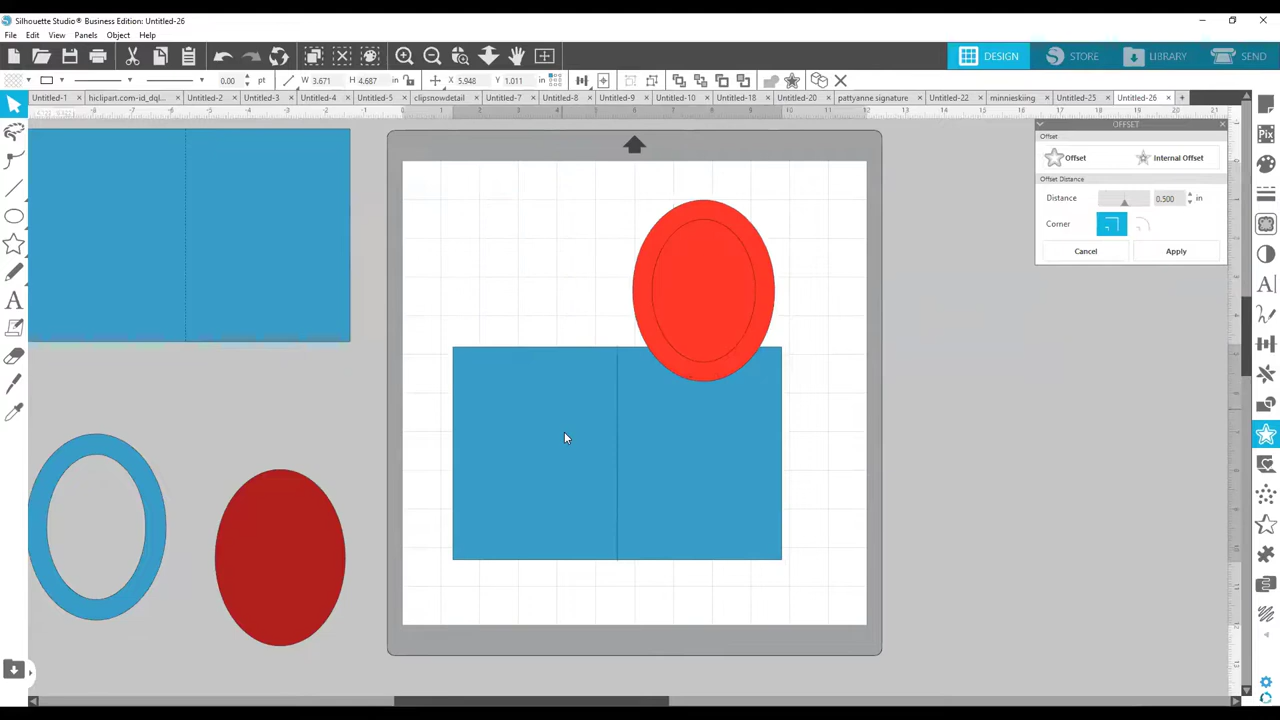 Silhouette Studio® Business Edition: Untitled-26
File Edit View Panels Object Help
DESIGN STORE LIBRARY SEND
0.00 pt W 3.671 H 4.687 in X 5.948 Y 1.011 in
Untitled-1 hiclipart.com-id_dql... Untitled-2 Untitled-3 Untitled-4 Untitled-5 clipsnowdetail Untitled-7 Untitled-8 Untitled-9 Untitled-10 Untitled-18 Untitled-20 pattyanne signature Untitled-22 minnieskiing Untitled-25 Untitled-26
OFFSET
Offset
Offset Internal Offset
Offset Distance
Distance 0.500 in
Corner
Cancel Apply